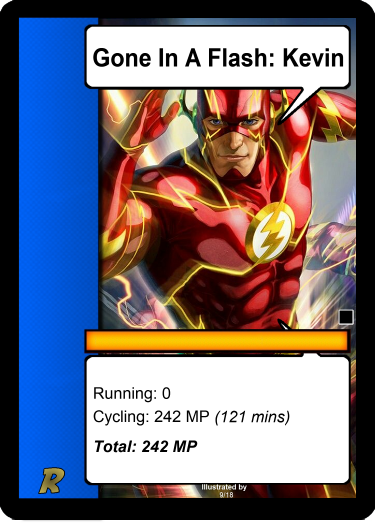 Gone In A Flash: Kevin
Running: 0
Cycling: 242 MP (121 mins)
Total: 242 MP
R
Illustrated by
9/18